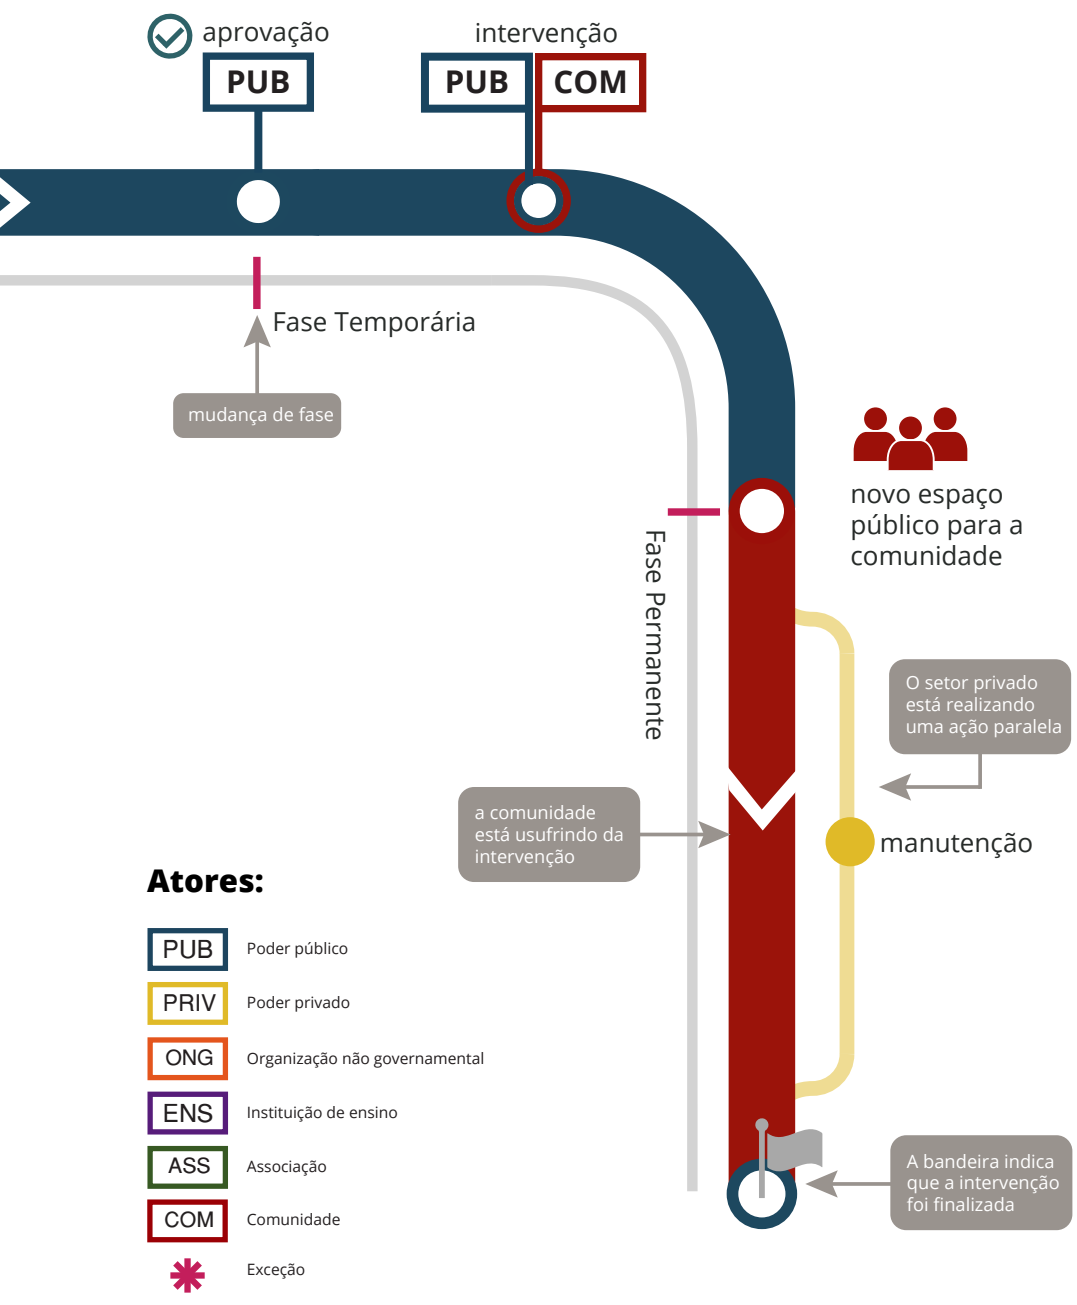 aprovação
intervenção
PUB
PUB
COM
Fase Temporária
mudança de fase
novo espaço
público para a
comunidade
Fase Permanente
O setor privado
está realizando
uma ação paralela
a comunidade
está usufrindo da
intervenção
manutenção
Atores:
PUB
Poder público
PRIV
Poder privado
ONG
Organização não governamental
ENS
Instituição de ensino
ASS
Associação
COM
Comunidade
Exceção
A bandeira indica
que a intervenção
foi finalizada